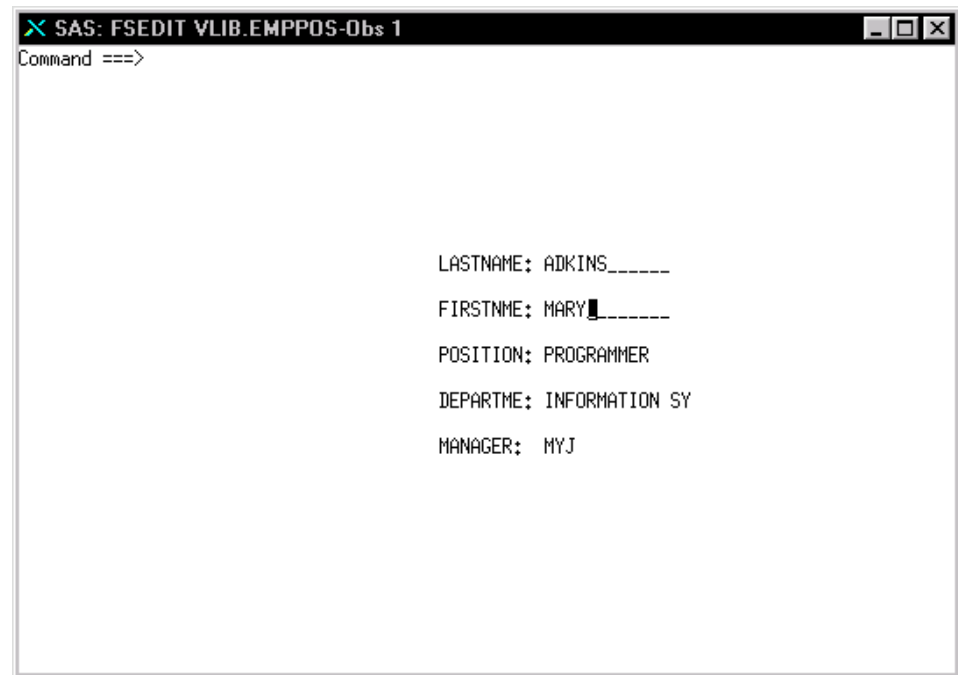 SAS: FSEDIT VLIB.EMPPOS-Obs 1
Command ===>
LASTNAME: ADKINS______
FIRSTNME: MARY________
POSITION: PROGRAMMER
DEPARTME: INFORMATION SY
MANAGER: MYJ